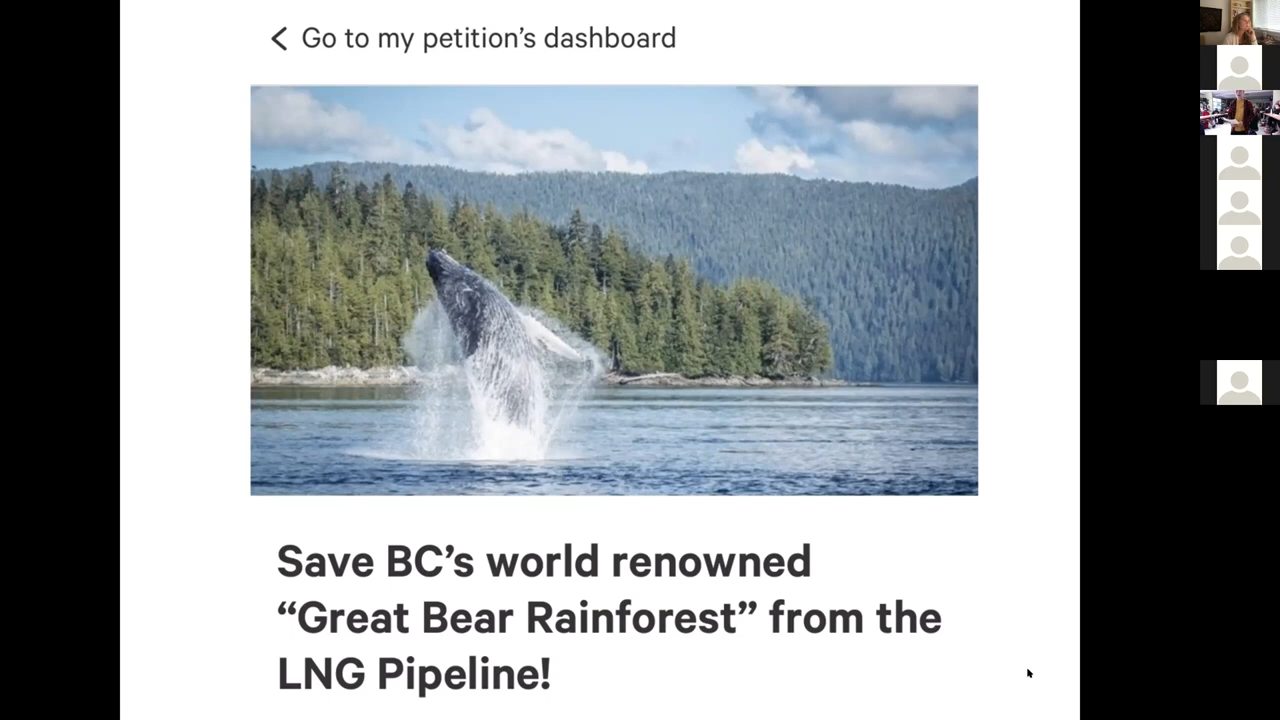 Go to my petition’s dashboard
Save BC’s world renowned
“Great Bear Rainforest” from the
LNG Pipeline!